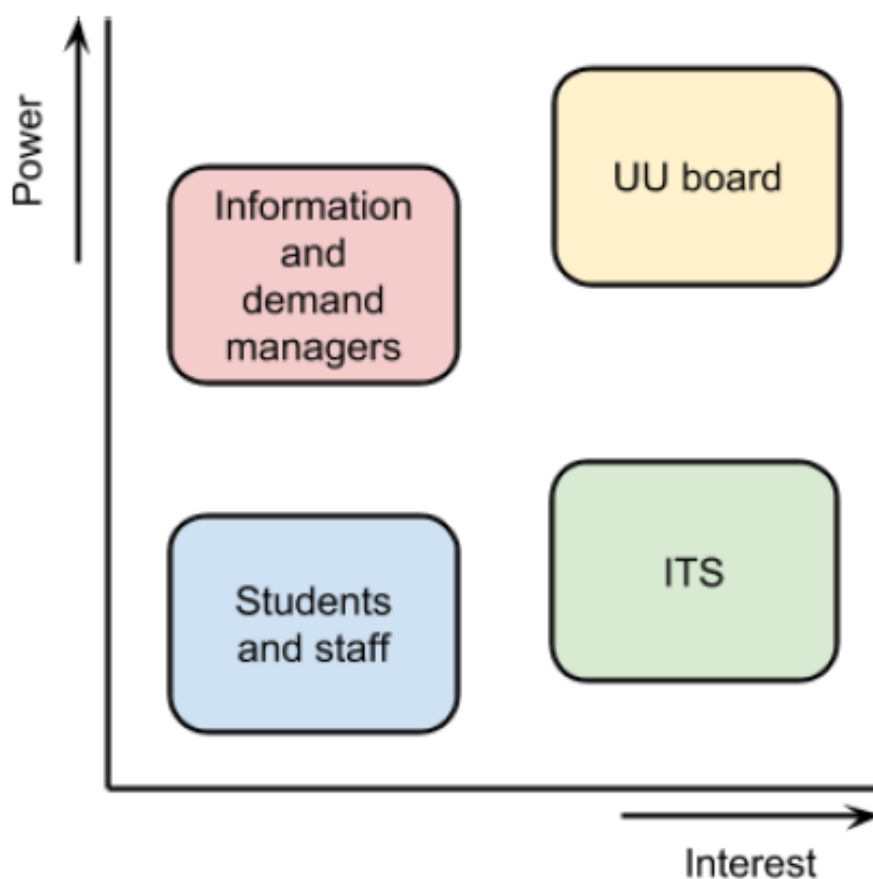 Power
Information
and
demand
managers
UU board
Students
and staff
ITS
Interest